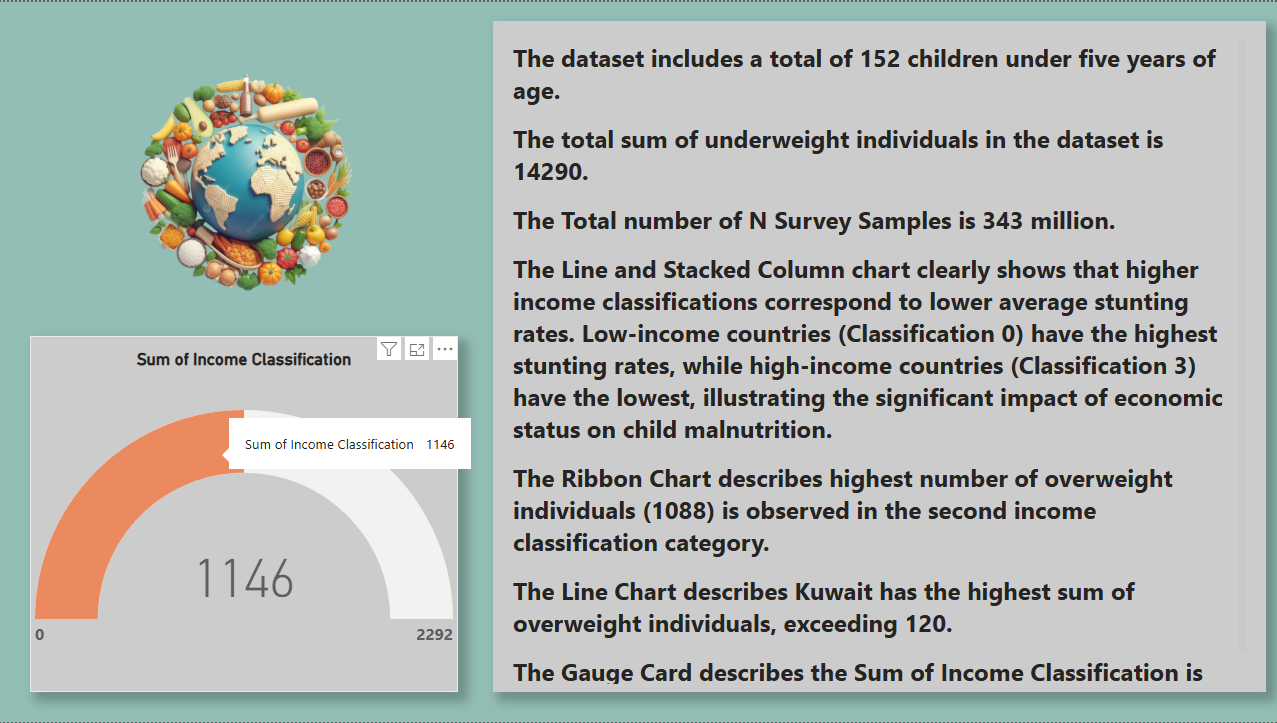 The dataset includes a total of 152 children under five years of
age.
The total sum of underweight individuals in the dataset is
14290.
The Total number of N Survey Samples is 343 million.
The Line and Stacked Column chart clearly shows that higher
income classifications correspond to lower average stunting
rates. Low-income countries (Classification 0) have the highest
stunting rates, while high-income countries (Classification 3)
have the lowest, illustrating the significant impact of economic
status on child malnutrition.
The Ribbon Chart describes highest number of overweight
individuals (1088) is observed in the second income
classification category.
The Line Chart describes Kuwait has the highest sum of
overweight individuals, exceeding 120.
The Gauge Card describes the Sum of Income Classification is
Sum of Income Classification
Sum of Income Classification 1146
1146
0
2292